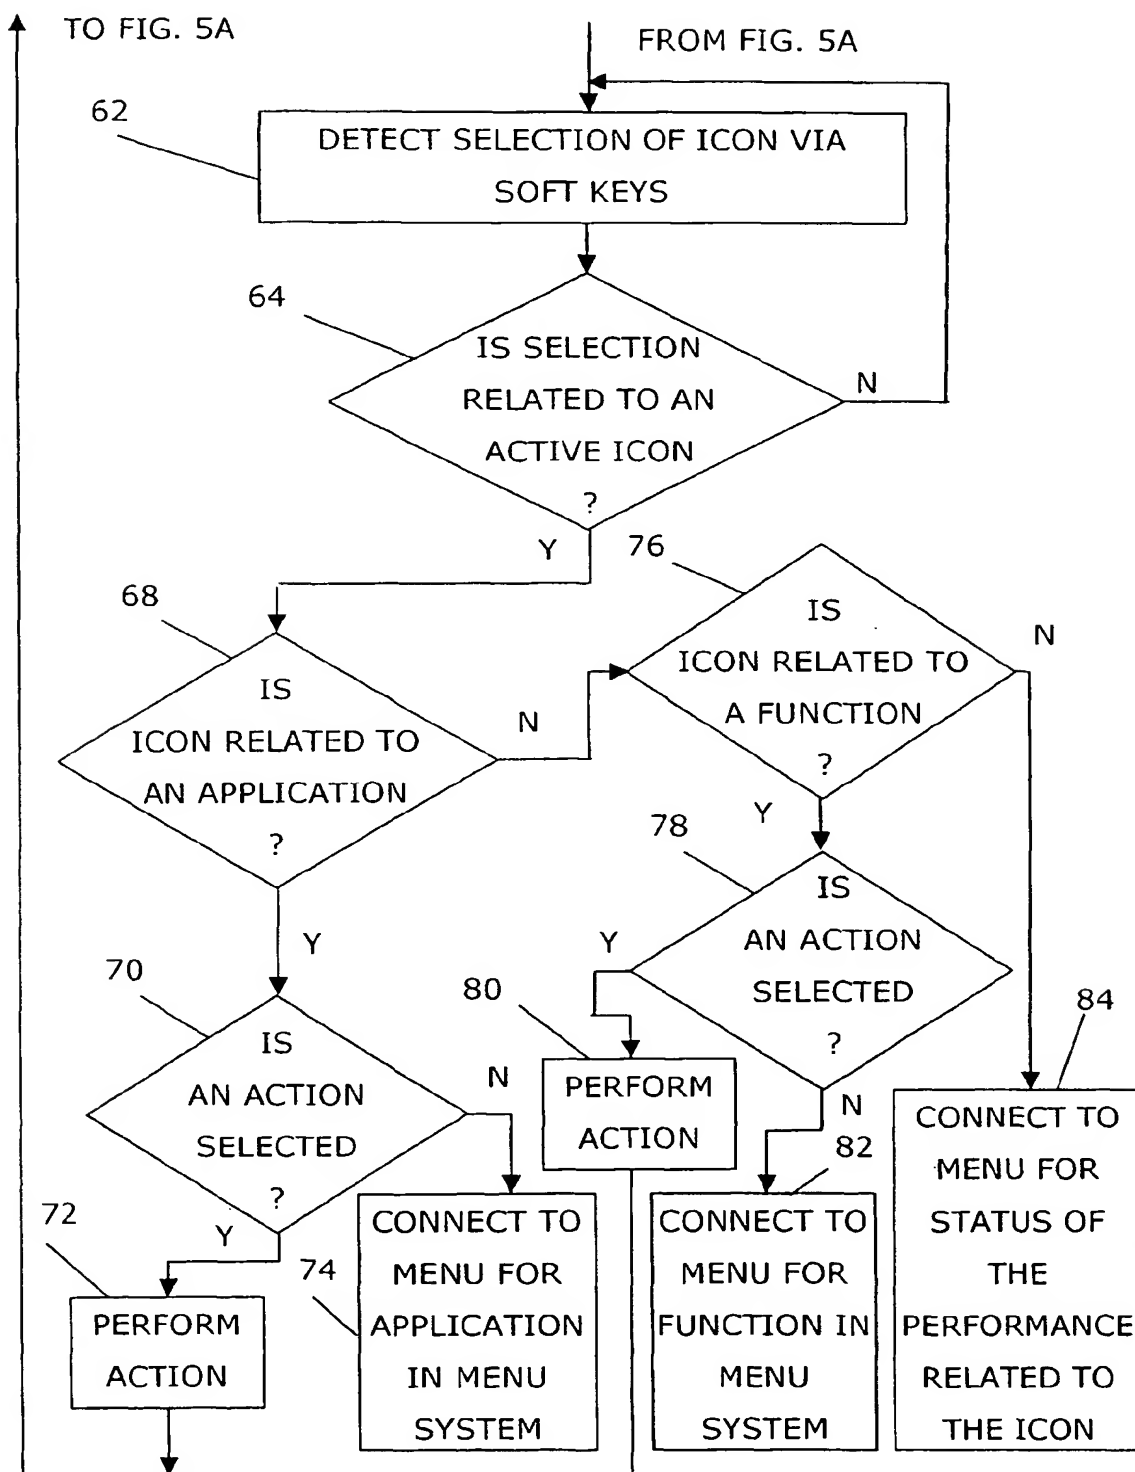 TO FIG. 5A
FROM FIG. 5A
62
DETECT SELECTION OF ICON VIA
SOFT KEYS
64
IS SELECTION
RELATED TO AN
ACTIVE ICON
?
N
Y
76
IS
ICON RELATED TO
A FUNCTION
?
N
Y
68
IS
ICON RELATED TO
AN APPLICATION
?
N
Y
78
IS
AN ACTION
SELECTED
?
Y
N
70
IS
AN ACTION
SELECTED
?
N
Y
80
PERFORM
ACTION
84
CONNECT TO
MENU FOR
STATUS OF
THE
PERFORMANCE
RELATED TO
THE ICON
72
PERFORM
ACTION
74
CONNECT TO
MENU FOR
APPLICATION
IN MENU
SYSTEM
82
CONNECT TO
MENU FOR
FUNCTION IN
MENU
SYSTEM